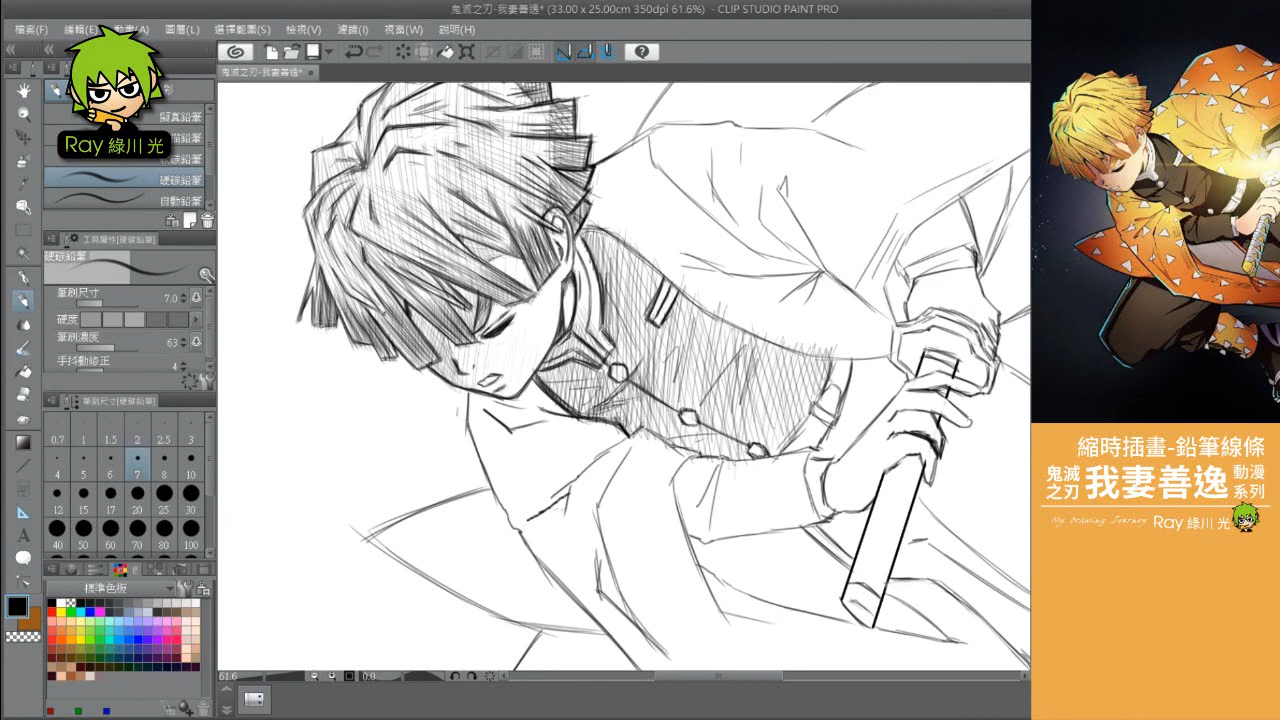 鬼滅之刃-我妻善逸* (33.00 x 25.00cm 350dpi 61.6%) - CLIP STUDIO PAINT PRO
檔案(F) 編輯(E) 動畫(A) 圖層(L) 選擇範圍(S) 檢視(V) 濾鏡(I) 視窗(W) 說明(H)
鬼滅之刃-我妻善逸*
擬真鉛筆
Ray 綠川 光
硬碳鉛筆
自動鉛筆
工具屬性[硬碳鉛筆]
硬碳鉛筆
筆刷尺寸 7.0
硬度
筆刷濃度 63
手抖動修正 4
筆刷尺寸[硬碳鉛筆]
0.7 1 1.5 2 2.5 3
4 5 6 7 8 10
12 15 17 20 25 30
40 50 60 70 80 100
標準色板
61.6 0.0
縮時插畫-鉛筆線條
鬼滅之刃 我妻善逸 動漫系列
My Drawing Journey Ray 綠川 光